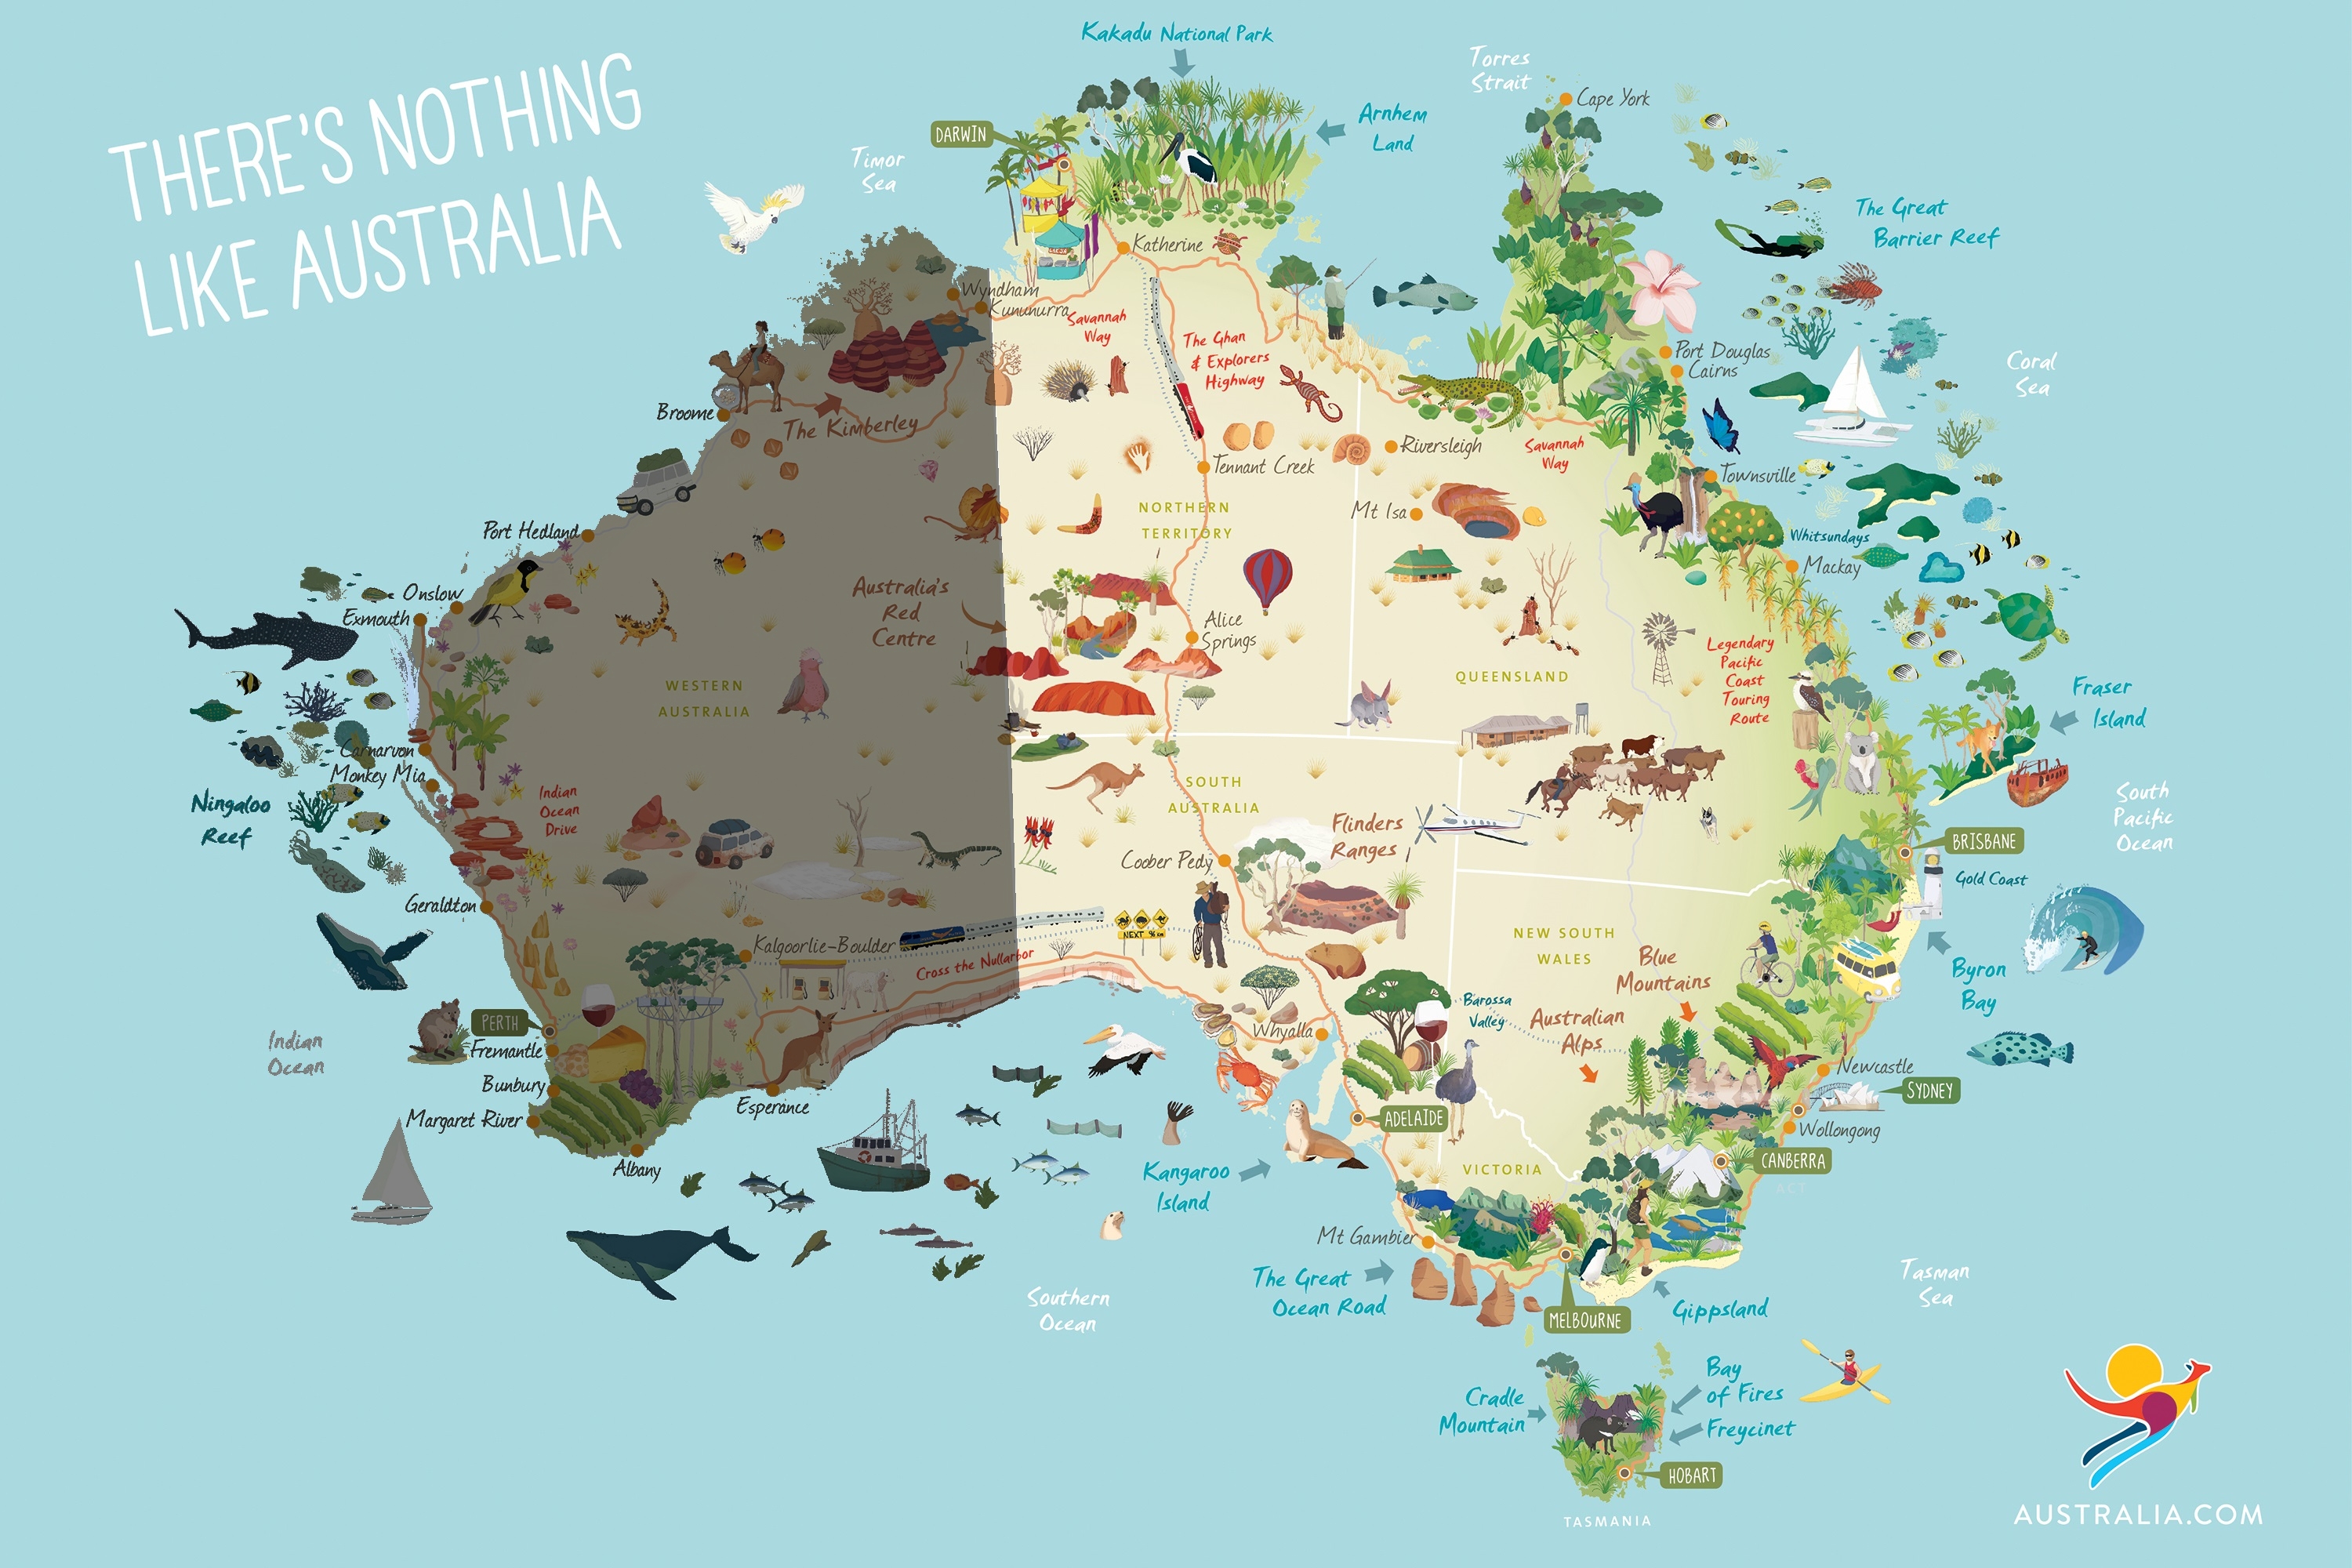 THERE'S NOTHING
LIKE AUSTRALIA
Kakadu National Park
Torres
Strait
Cape York
DARWIN
Arnhem
Land
Timor
Sea
The Great
Barrier Reef
Katherine
Wyndham
Kununurra
Savannah
Way
The Ghan
& Explorers
Highway
Port Douglas
Cairns
Coral
Sea
Broome
The Kimberley
Riversleigh
Savannah
Way
Tennant Creek
Townsville
NORTHERN
TERRITORY
Mt Isa
Port Hedland
Whitsundays
Mackay
Onslow
Exmouth
Australia's
Red
Centre
Alice
Springs
Legendary
Pacific
Coast
Touring
Route
WESTERN
AUSTRALIA
QUEENSLAND
Fraser
Island
Carnarvon
Monkey Mia
Ningaloo
Reef
Indian
Ocean
Drive
SOUTH
AUSTRALIA
Flinders
Ranges
South
Pacific
Ocean
BRISBANE
Coober Pedy
Gold Coast
Geraldton
NEXT 96 km
Kalgoorlie-Boulder
Cross the Nullarbor
NEW SOUTH
WALES
Blue
Mountains
Byron
Bay
PERTH
Fremantle
Indian
Ocean
Whyalla
Barossa
Valley
Australian
Alps
Newcastle
SYDNEY
Bunbury
Margaret River
Esperance
ADELAIDE
Wollongong
Albany
Kangaroo
Island
VICTORIA
CANBERRA
ACT
Mt Gambier
The Great
Ocean Road
Southern
Ocean
MELBOURNE
Gippsland
Tasman
Sea
Cradle
Mountain
Bay
of Fires
Freycinet
HOBART
TASMANIA
AUSTRALIA.COM